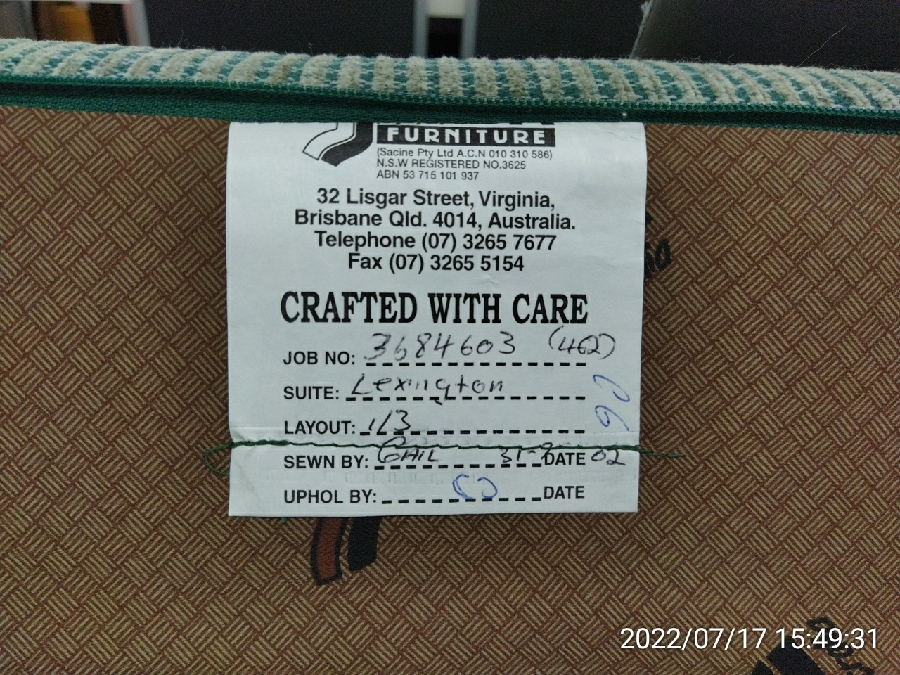 FURNITURE
(Sacine Pty Ltd A.C.N 010 310 586)
N.S.W REGISTERED NO.3625
ABN 53 715 101 937
32 Lisgar Street, Virginia,
Brisbane Qld. 4014, Australia.
Telephone (07) 3265 7677
Fax (07) 3265 5154
CRAFTED WITH CARE
JOB NO: 3684603 (462)
SUITE: Lexington
LAYOUT: 1/3
SEWN BY: GAIL DATE 02
UPHOL BY: DATE
2022/07/17 15:49:31